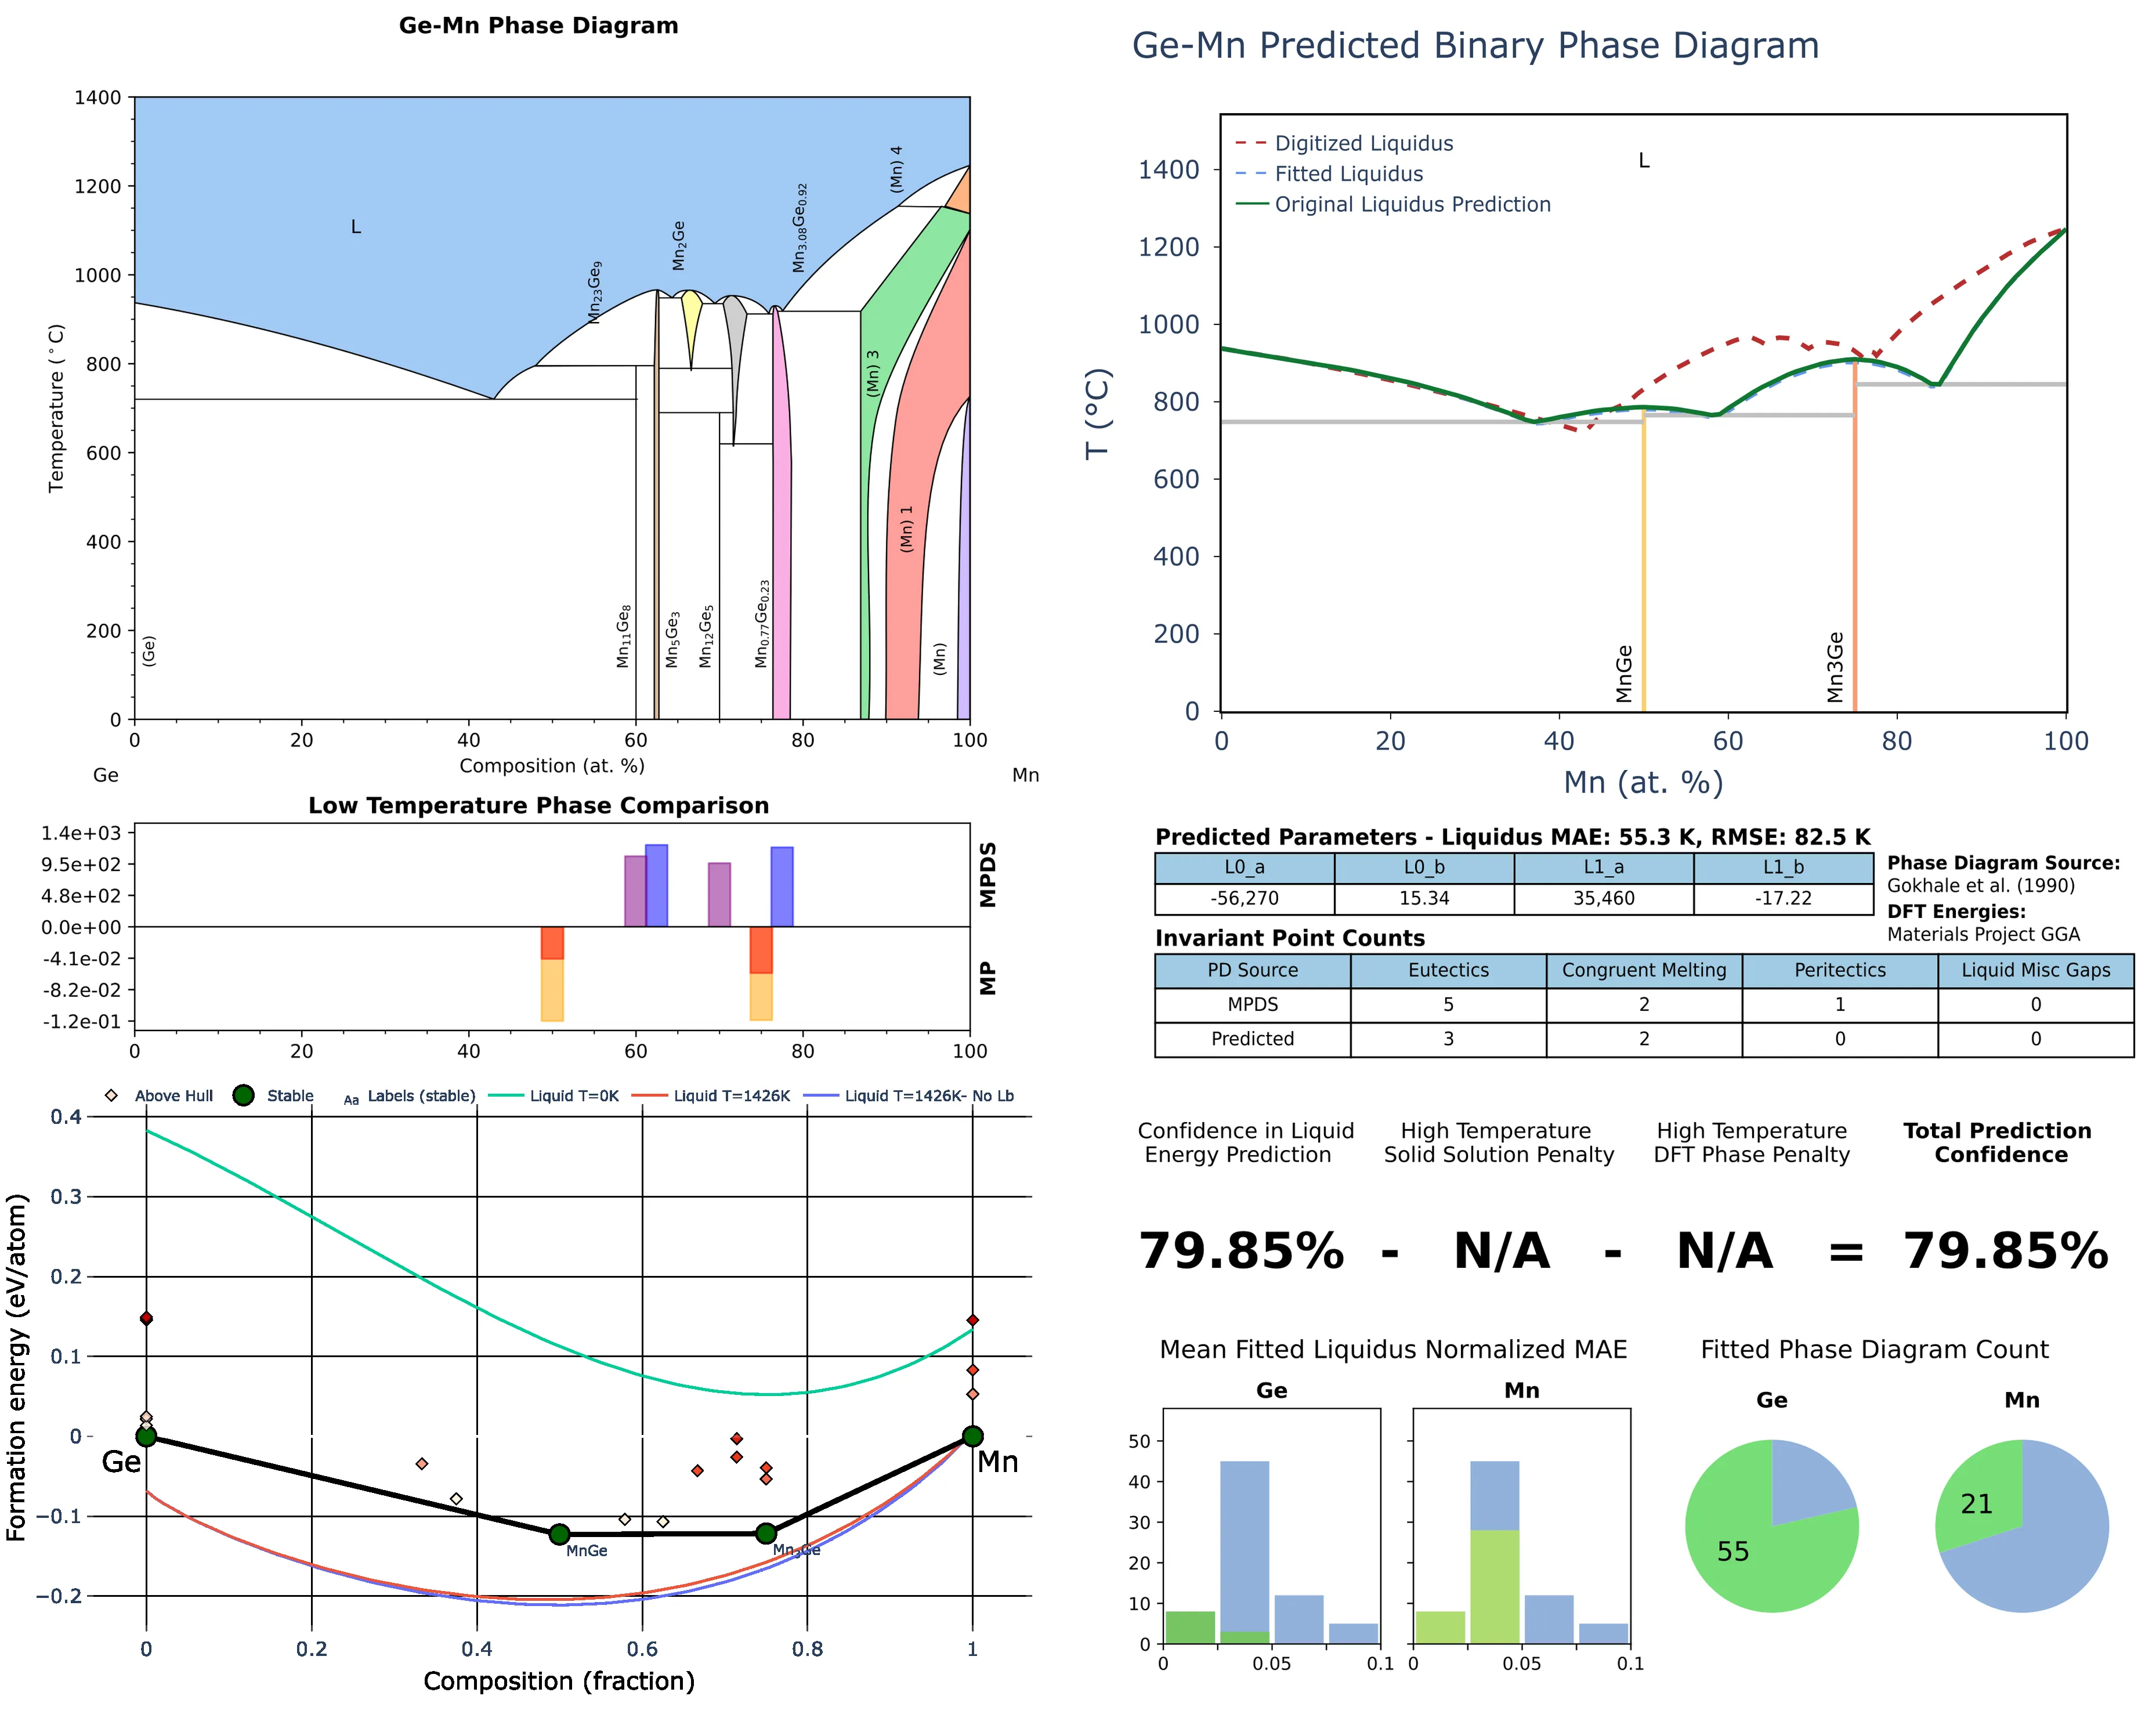 Ge-Mn Phase Diagram
1400
1200
1000
800
600
400
200
0
Temperature (°C)
L
(Ge)
Mn₂₃Ge₉
Mn₂Ge
Mn₃.₀₈Ge₀.₉₂
(Mn) 4
(Mn) 3
(Mn) 1
(Mn)
Mn₁₁Ge₈
Mn₅Ge₃
Mn₁₂Ge₅
Mn₀.₇₇Ge₀.₂₃
0 20 40 60 80 100
Composition (at. %)
Ge
Mn
Ge-Mn Predicted Binary Phase Diagram
Digitized Liquidus
Fitted Liquidus
Original Liquidus Prediction
L
1400
1200
1000
800
600
400
200
0
T (°C)
MnGe
Mn3Ge
0 20 40 60 80 100
Mn (at. %)
Low Temperature Phase Comparison
1.4e+03
9.5e+02
4.8e+02
0.0e+00
-4.1e-02
-8.2e-02
-1.2e-01
MPDS
MP
0 20 40 60 80 100
Predicted Parameters - Liquidus MAE: 55.3 K, RMSE: 82.5 K
L0_a L0_b L1_a L1_b
-56,270 15.34 35,460 -17.22
Phase Diagram Source:
Gokhale et al. (1990)
DFT Energies:
Materials Project GGA
Invariant Point Counts
PD Source Eutectics Congruent Melting Peritectics Liquid Misc Gaps
MPDS 5 2 1 0
Predicted 3 2 0 0
Above Hull Stable Aa Labels (stable) Liquid T=0K Liquid T=1426K Liquid T=1426K- No Lb
0.4
0.3
0.2
0.1
0
−0.1
−0.2
Formation energy (eV/atom)
Ge
Mn
MnGe
Mn₃Ge
0 0.2 0.4 0.6 0.8 1
Composition (fraction)
Confidence in Liquid
Energy Prediction
High Temperature
Solid Solution Penalty
High Temperature
DFT Phase Penalty
Total Prediction
Confidence
79.85% - N/A - N/A = 79.85%
Mean Fitted Liquidus Normalized MAE
Ge
Mn
50
40
30
20
10
0
0 0.05 0.1
0 0.05 0.1
Fitted Phase Diagram Count
Ge
Mn
55
21